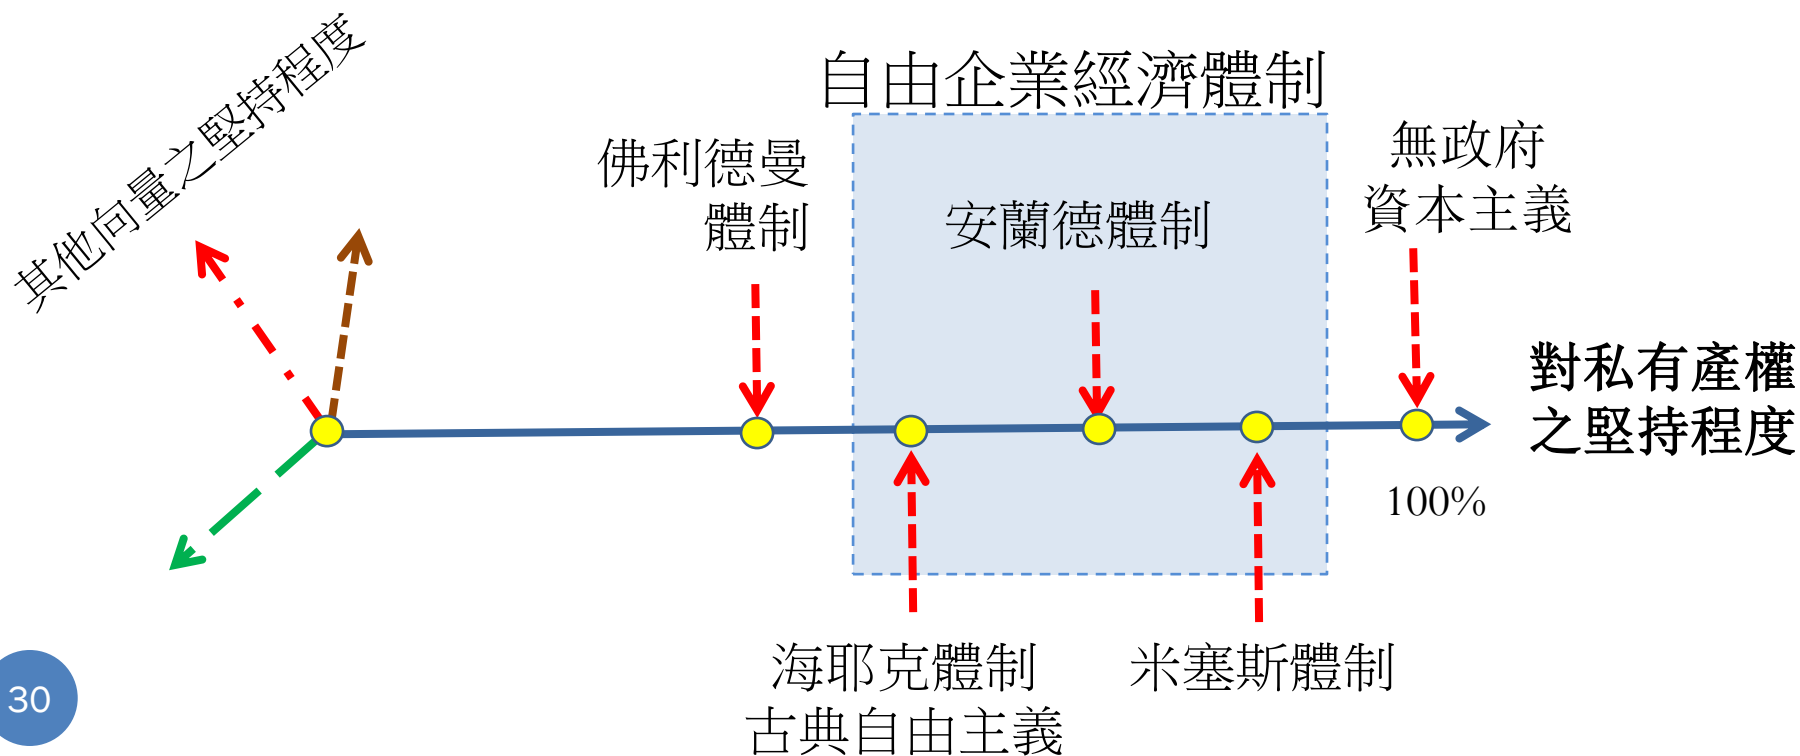 其他向量之堅持程度
自由企業經濟體制
佛利德曼
體制
安蘭德體制
無政府
資本主義
對私有產權
之堅持程度
100%
海耶克體制
古典自由主義
米塞斯體制
30